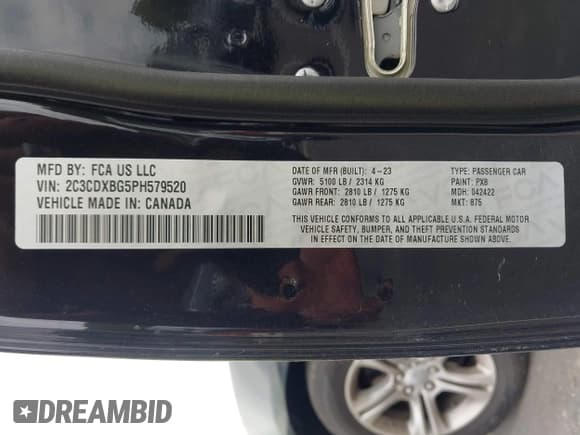 MFD BY: FCA US LLC
VIN: 2C3CDXBG5PH579520
VEHICLE MADE IN: CANADA
DATE OF MFR (BUILT): 4-23
GVWR: 5100 LB / 2314 KG
GAWR FRONT: 2810 LB / 1275 KG
GAWR REAR: 2810 LB / 1275 KG
TYPE: PASSENGER CAR
PAINT: PX8
MDH: 042422
MKT: 875
THIS VEHICLE CONFORMS TO ALL APPLICABLE U.S.A. FEDERAL MOTOR
VEHICLE SAFETY, BUMPER, AND THEFT PREVENTION STANDARDS
IN EFFECT ON THE DATE OF MANUFACTURE SHOWN ABOVE.
DREAMBID